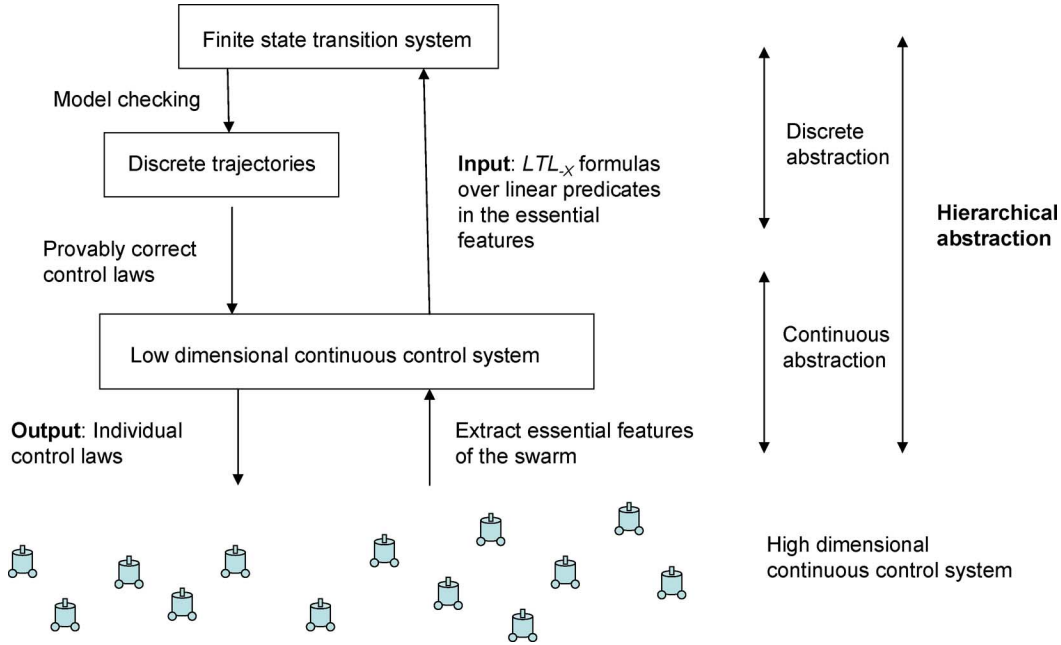 Finite state transition system
Model checking
Discrete trajectories
Provably correct
control laws
Input: LTL-X formulas
over linear predicates
in the essential
features
Low dimensional continuous control system
Output: Individual
control laws
Extract essential features
of the swarm
Discrete
abstraction
Hierarchical
abstraction
Continuous
abstraction
High dimensional
continuous control system